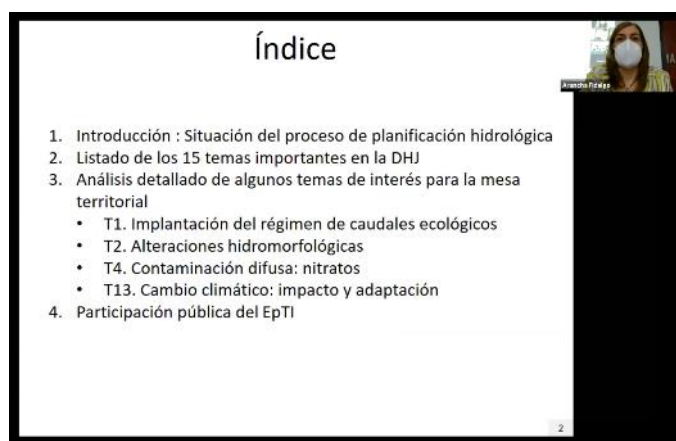 Índice
Arancha Fidalgo
1. Introducción : Situación del proceso de planificación hidrológica
2. Listado de los 15 temas importantes en la DHJ
3. Análisis detallado de algunos temas de interés para la mesa
territorial
• T1. Implantación del régimen de caudales ecológicos
• T2. Alteraciones hidromorfológicas
• T4. Contaminación difusa: nitratos
• T13. Cambio climático: impacto y adaptación
4. Participación pública del EpTI
2